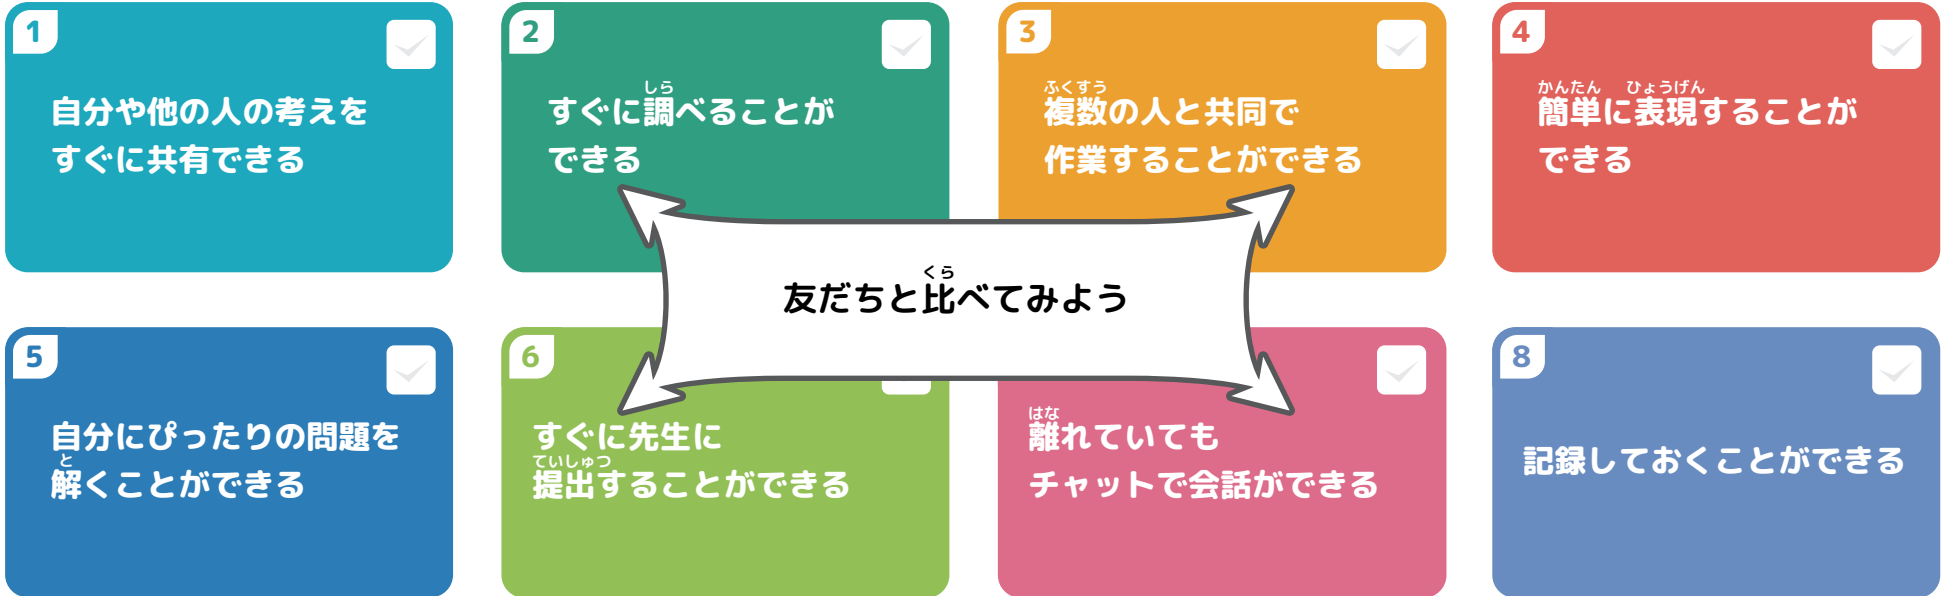 1
自分や他の人の考えを
すぐに共有できる
2
しら
すぐに調べることが
できる
3
ふくすう
複数の人と共同で
作業することができる
4
かんたん ひょうげん
簡単に表現することが
できる
くら
友だちと比べてみよう
5
自分にぴったりの問題を
と
解くことができる
6
すぐに先生に
ていしゅつ
提出することができる
はな
離れていても
チャットで会話ができる
8
記録しておくことができる